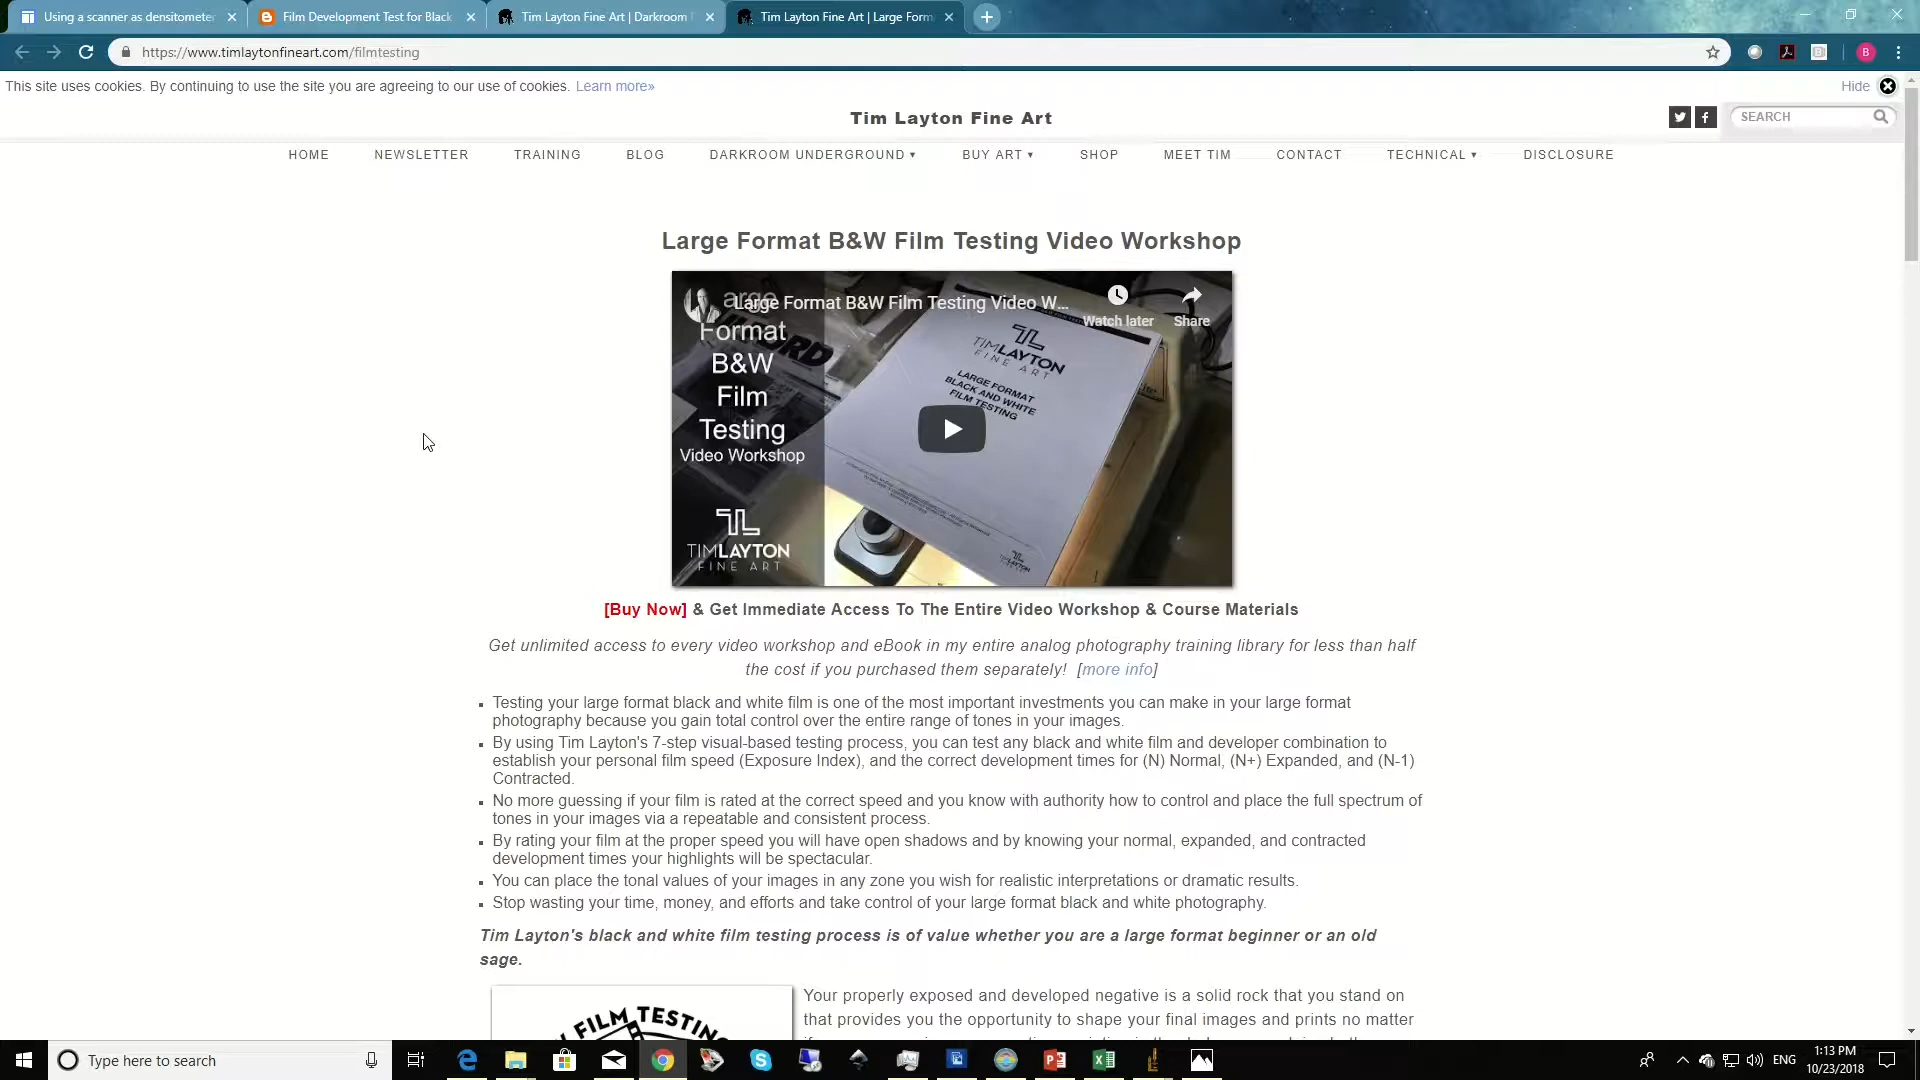 Using a scanner as densitometer
Film Development Test for Black
Tim Layton Fine Art | Darkroom
Tim Layton Fine Art | Large Form
https://www.timlaytonfineart.com/filmtesting
B
This site uses cookies. By continuing to use the site you are agreeing to our use of cookies. Learn more»
Hide
Tim Layton Fine Art
SEARCH
HOME NEWSLETTER TRAINING BLOG DARKROOM UNDERGROUND ▾ BUY ART ▾ SHOP MEET TIM CONTACT TECHNICAL ▾ DISCLOSURE
Large Format B&W Film Testing Video Workshop
Large Format B&W Film Testing Video W...
Watch later
Share
Large
Format
B&W
Film
Testing
Video Workshop
TIMLAYTON
FINE ART
TIMLAYTON
FINE ART
LARGE FORMAT
BLACK AND WHITE
FILM TESTING
[Buy Now] & Get Immediate Access To The Entire Video Workshop & Course Materials
Get unlimited access to every video workshop and eBook in my entire analog photography training library for less than half
the cost if you purchased them separately! [more info]
Testing your large format black and white film is one of the most important investments you can make in your large format
photography because you gain total control over the entire range of tones in your images.
By using Tim Layton's 7-step visual-based testing process, you can test any black and white film and developer combination to
establish your personal film speed (Exposure Index), and the correct development times for (N) Normal, (N+) Expanded, and (N-1)
Contracted.
No more guessing if your film is rated at the correct speed and you know with authority how to control and place the full spectrum of
tones in your images via a repeatable and consistent process.
By rating your film at the proper speed you will have open shadows and by knowing your normal, expanded, and contracted
development times your highlights will be spectacular.
You can place the tonal values of your images in any zone you wish for realistic interpretations or dramatic results.
Stop wasting your time, money, and efforts and take control of your large format black and white photography.
Tim Layton's black and white film testing process is of value whether you are a large format beginner or an old
sage.
FILM TESTING
Your properly exposed and developed negative is a solid rock that you stand on
that provides you the opportunity to shape your final images and prints no matter
Type here to search
ENG
1:13 PM
10/23/2018